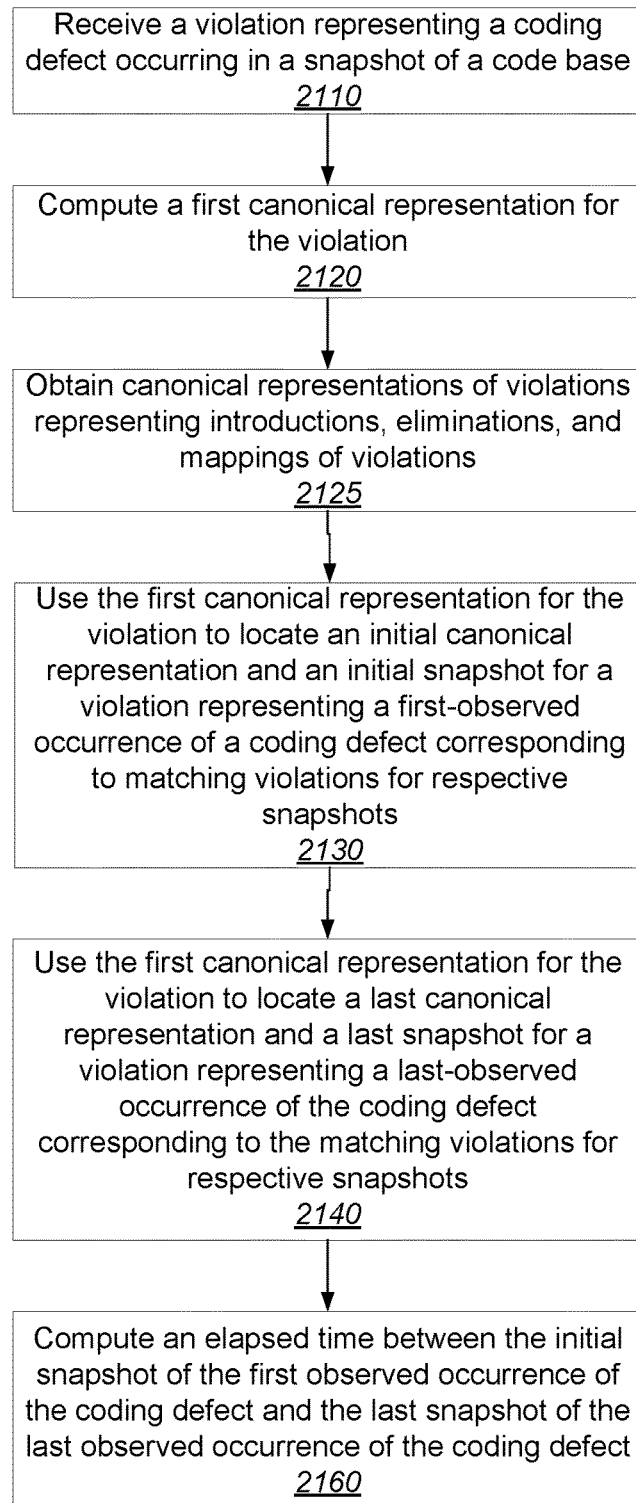 Receive a violation representing a coding
defect occurring in a snapshot of a code base
2110
Compute a first canonical representation for
the violation
2120
Obtain canonical representations of violations
representing introductions, eliminations, and
mappings of violations
2125
Use the first canonical representation for the
violation to locate an initial canonical
representation and an initial snapshot for a
violation representing a first-observed
occurrence of a coding defect corresponding
to matching violations for respective
snapshots
2130
Use the first canonical representation for the
violation to locate a last canonical
representation and a last snapshot for a
violation representing a last-observed
occurrence of the coding defect
corresponding to the matching violations for
respective snapshots
2140
Compute an elapsed time between the initial
snapshot of the first observed occurrence of
the coding defect and the last snapshot of the
last observed occurrence of the coding defect
2160